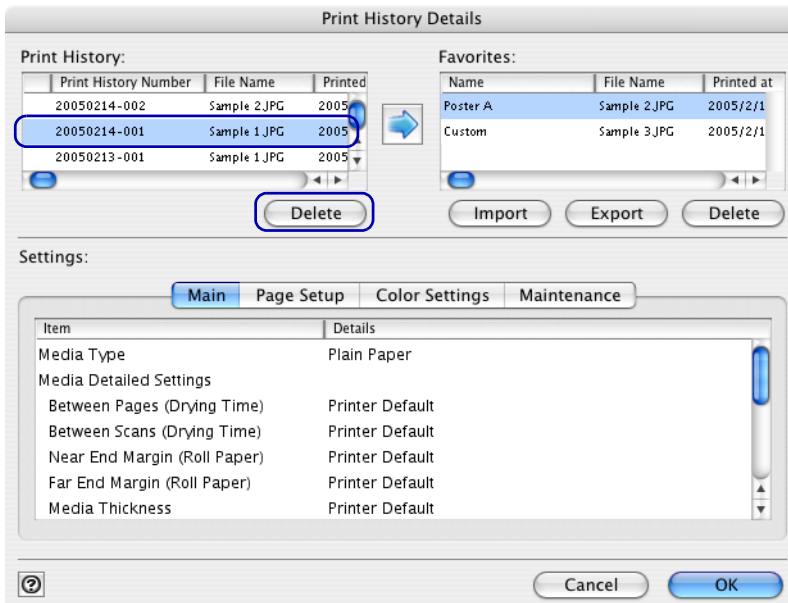 Print History Details
Print History: Favorites:
Print History Number File Name Printed Name File Name Printed at
20050214-002 Sample 2.JPG 2005 Poster A Sample 2.JPG 2005/2/1
20050214-001 Sample 1.JPG 2005 Custom Sample 3.JPG 2005/2/1
20050213-001 Sample 1.JPG 2005
Delete Import Export Delete
Settings:
Main Page Setup Color Settings Maintenance
Item Details
Media Type Plain Paper
Media Detailed Settings
Between Pages (Drying Time) Printer Default
Between Scans (Drying Time) Printer Default
Near End Margin (Roll Paper) Printer Default
Far End Margin (Roll Paper) Printer Default
Media Thickness Printer Default
? Cancel OK